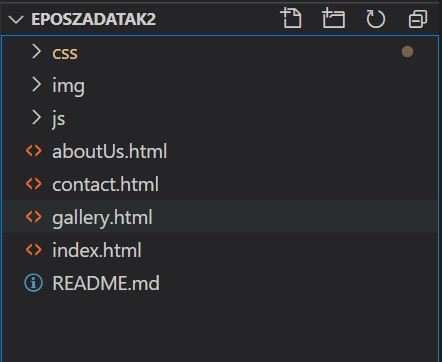 EPOSZADATAK2
css
img
js
aboutUs.html
contact.html
gallery.html
index.html
README.md